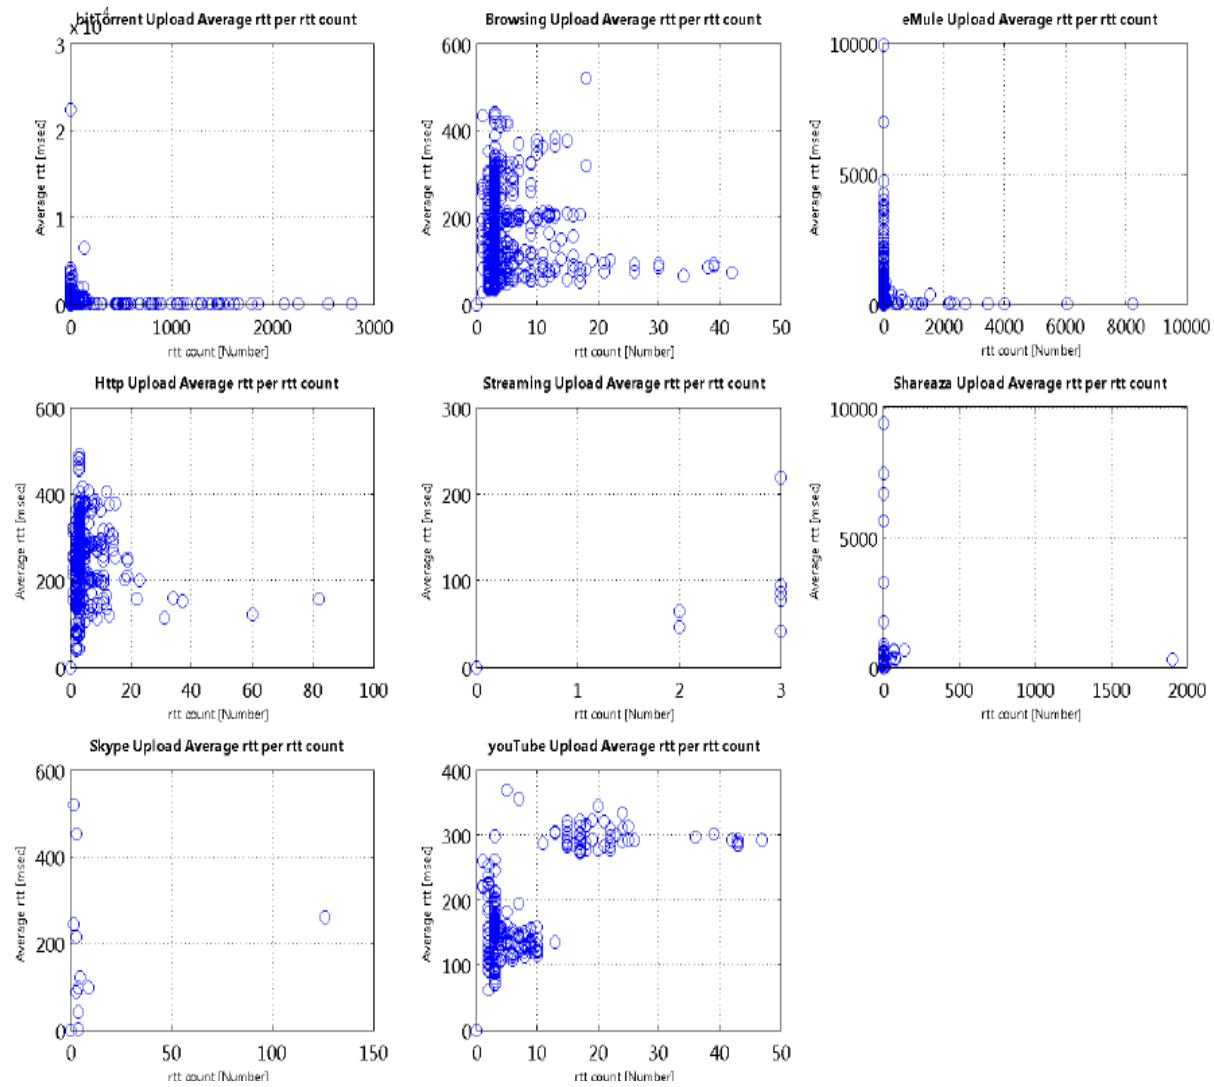 bitTorrent Upload Average rtt per rtt count
× 10^4
3
2
1
0
Average rtt [msec]
0 1000 2000 3000
rtt count [Number]
Browsing Upload Average rtt per rtt count
600
400
200
0
Average rtt [msec]
0 10 20 30 40 50
rtt count [Number]
eMule Upload Average rtt per rtt count
10000
5000
0
Average rtt [msec]
0 2000 4000 6000 8000 10000
rtt count [Number]
Http Upload Average rtt per rtt count
600
400
200
0
Average rtt [msec]
0 20 40 60 80 100
rtt count [Number]
Streaming Upload Average rtt per rtt count
300
200
100
0
Average rtt [msec]
0 1 2 3
rtt count [Number]
Shareaza Upload Average rtt per rtt count
10000
5000
0
Average rtt [msec]
0 500 1000 1500 2000
rtt count [Number]
Skype Upload Average rtt per rtt count
600
400
200
0
Average rtt [msec]
0 50 100 150
rtt count [Number]
youTube Upload Average rtt per rtt count
400
300
200
100
0
Average rtt [msec]
0 10 20 30 40 50
rtt count [Number]